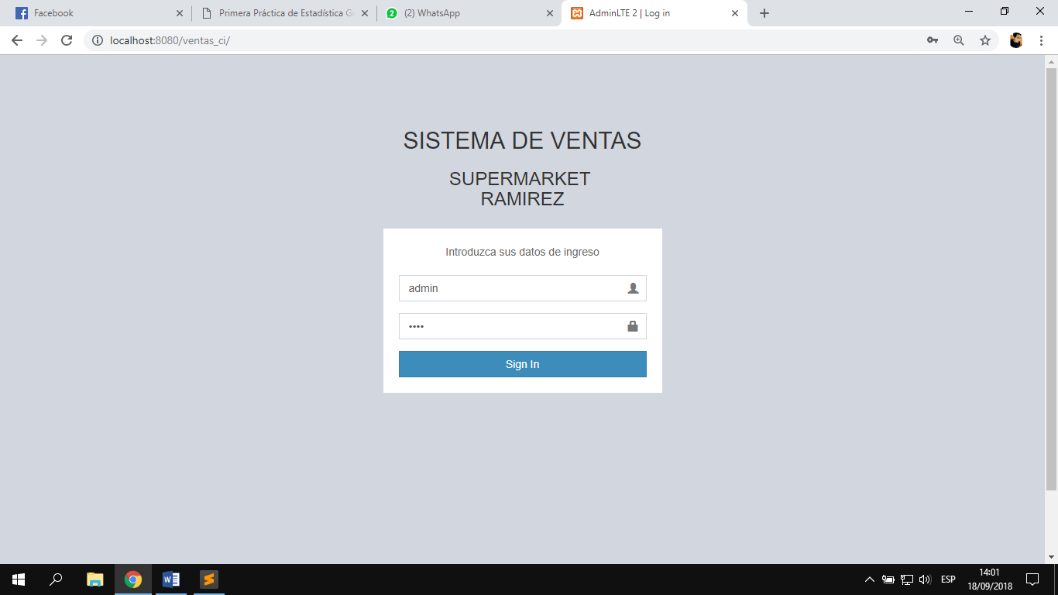 Facebook
Primera Práctica de Estadística G
(2) WhatsApp
AdminLTE 2 | Log in
localhost:8080/ventas_ci/
SISTEMA DE VENTAS
SUPERMARKET
RAMIREZ
Introduzca sus datos de ingreso
admin
••••
Sign In
ESP
14:01
18/09/2018